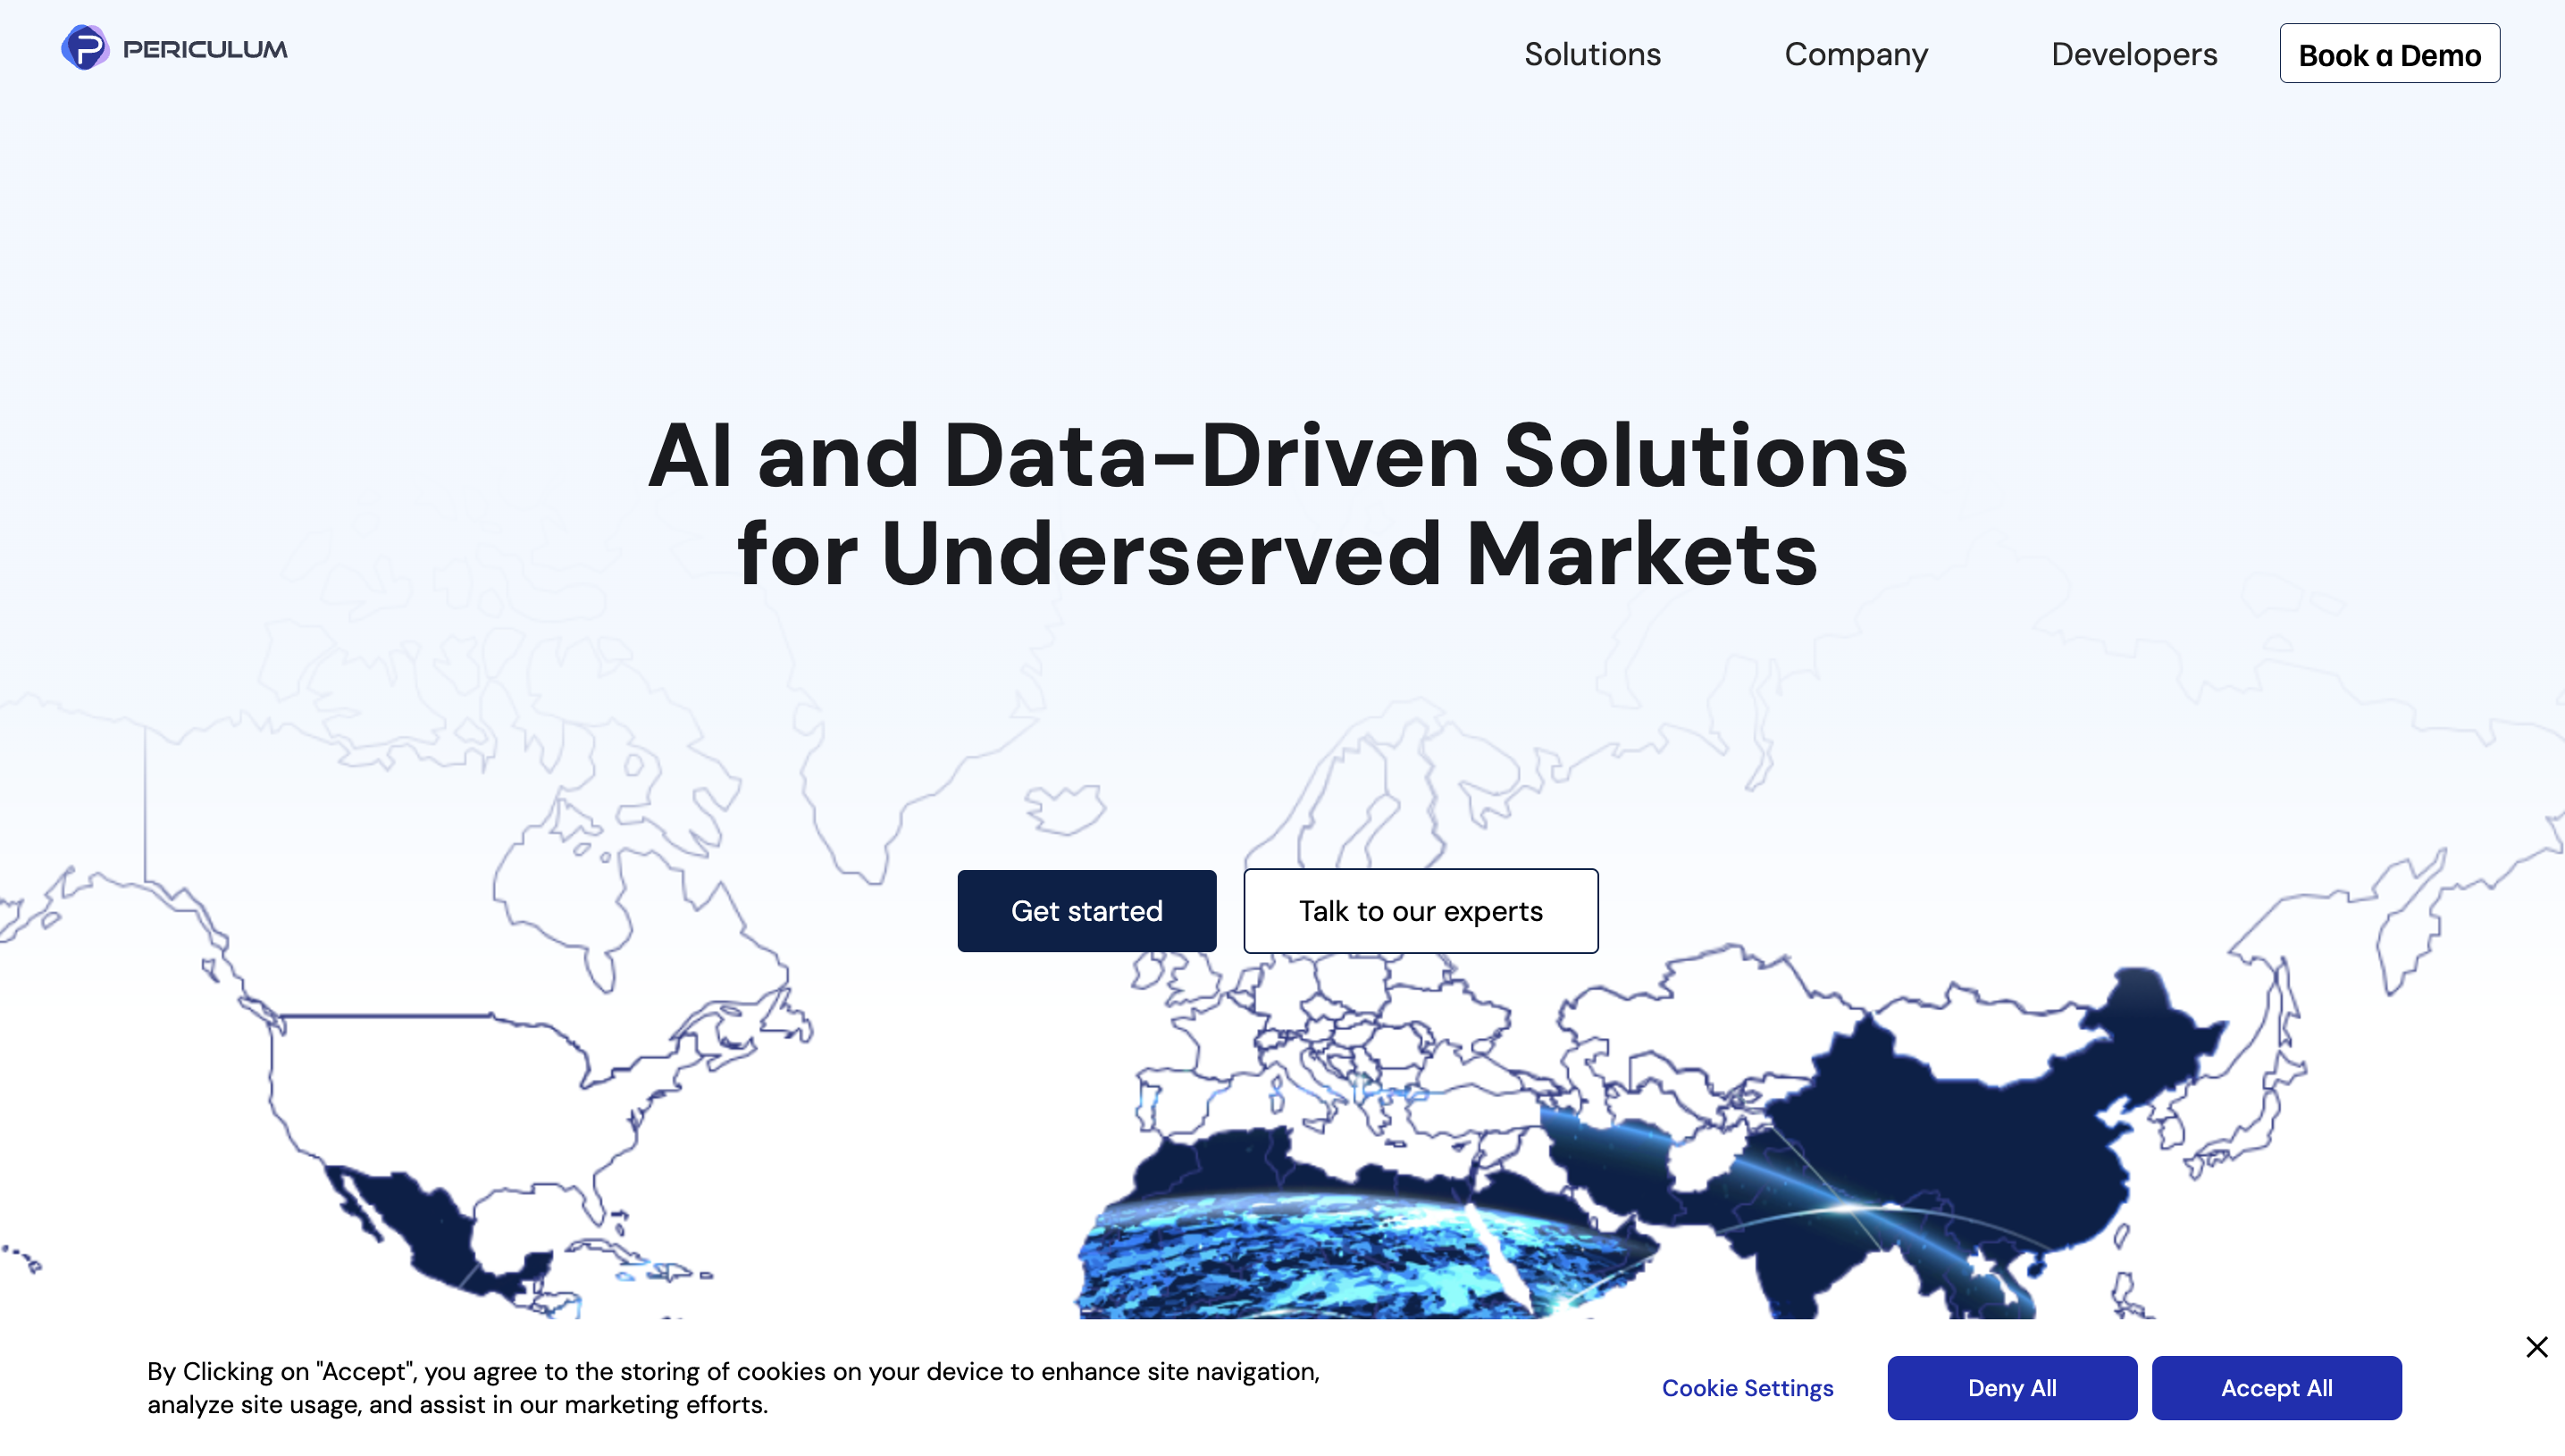 PERICULUM
Solutions
Company
Developers
Book a Demo
AI and Data-Driven Solutions
for Underserved Markets
Get started
Talk to our experts
By Clicking on "Accept", you agree to the storing of cookies on your device to enhance site navigation,
analyze site usage, and assist in our marketing efforts.
Cookie Settings
Deny All
Accept All